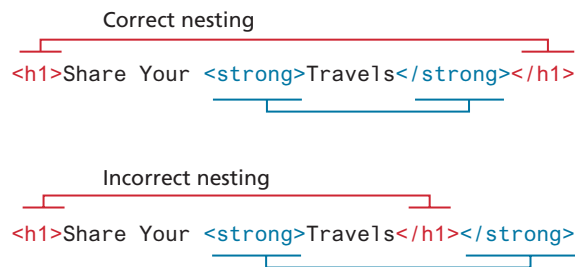 Correct nesting
<h1>Share Your <strong>Travels</strong></h1>
Incorrect nesting
<h1>Share Your <strong>Travels</h1></strong>